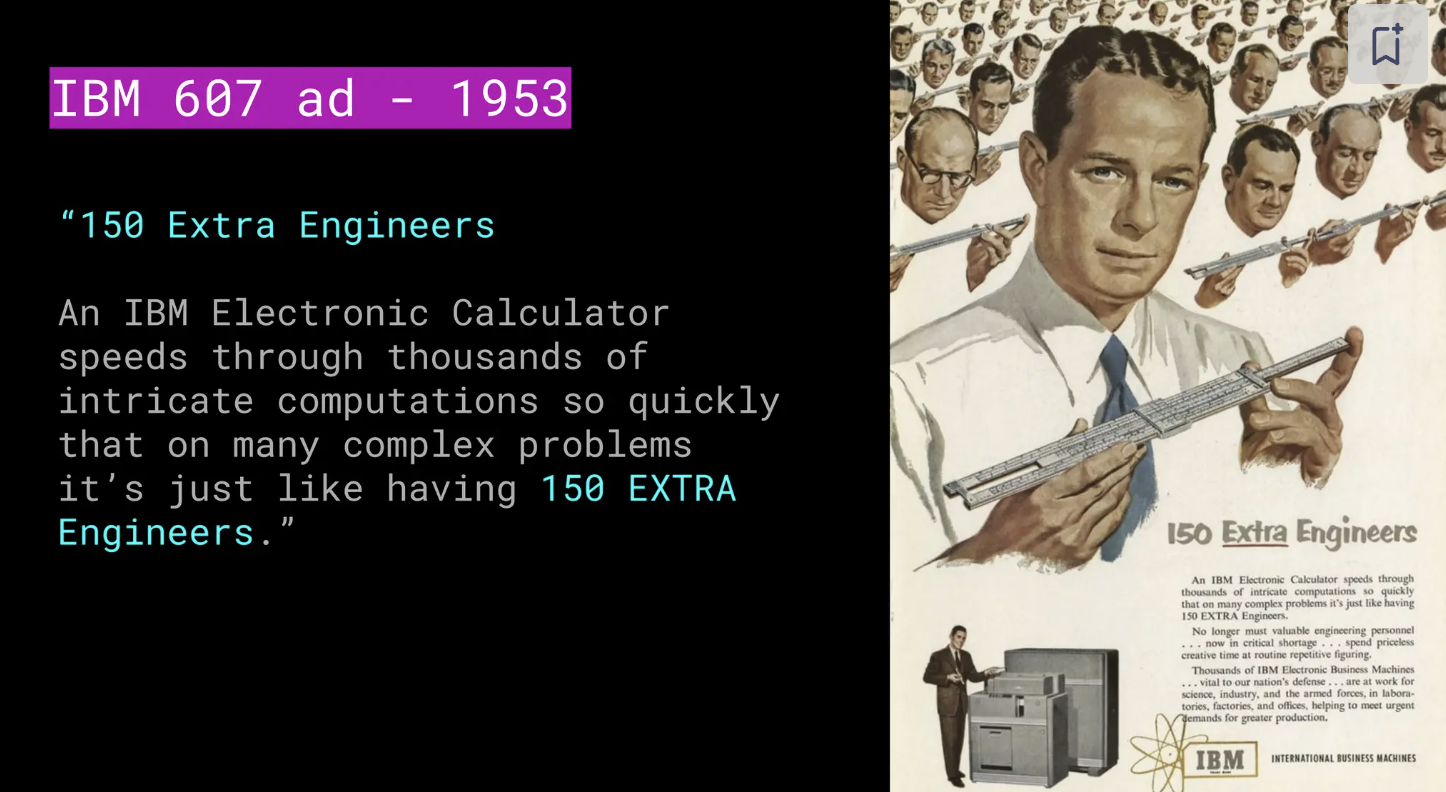 IBM 607 ad - 1953
“150 Extra Engineers
An IBM Electronic Calculator
speeds through thousands of
intricate computations so quickly
that on many complex problems
it’s just like having 150 EXTRA
Engineers.”
150 Extra Engineers
An IBM Electronic Calculator speeds through
thousands of intricate computations so quickly
that on many complex problems it’s just like having
150 EXTRA Engineers.
No longer must valuable engineering personnel
. . . now in critical shortage . . . spend priceless
creative time at routine repetitive figuring.
Thousands of IBM Electronic Business Machines
. . . vital to our nation’s defense . . . are at work for
science, industry, and the armed forces, in labora-
tories, factories, and offices, helping to meet urgent
demands for greater production.
IBM
TRADE MARK
INTERNATIONAL BUSINESS MACHINES